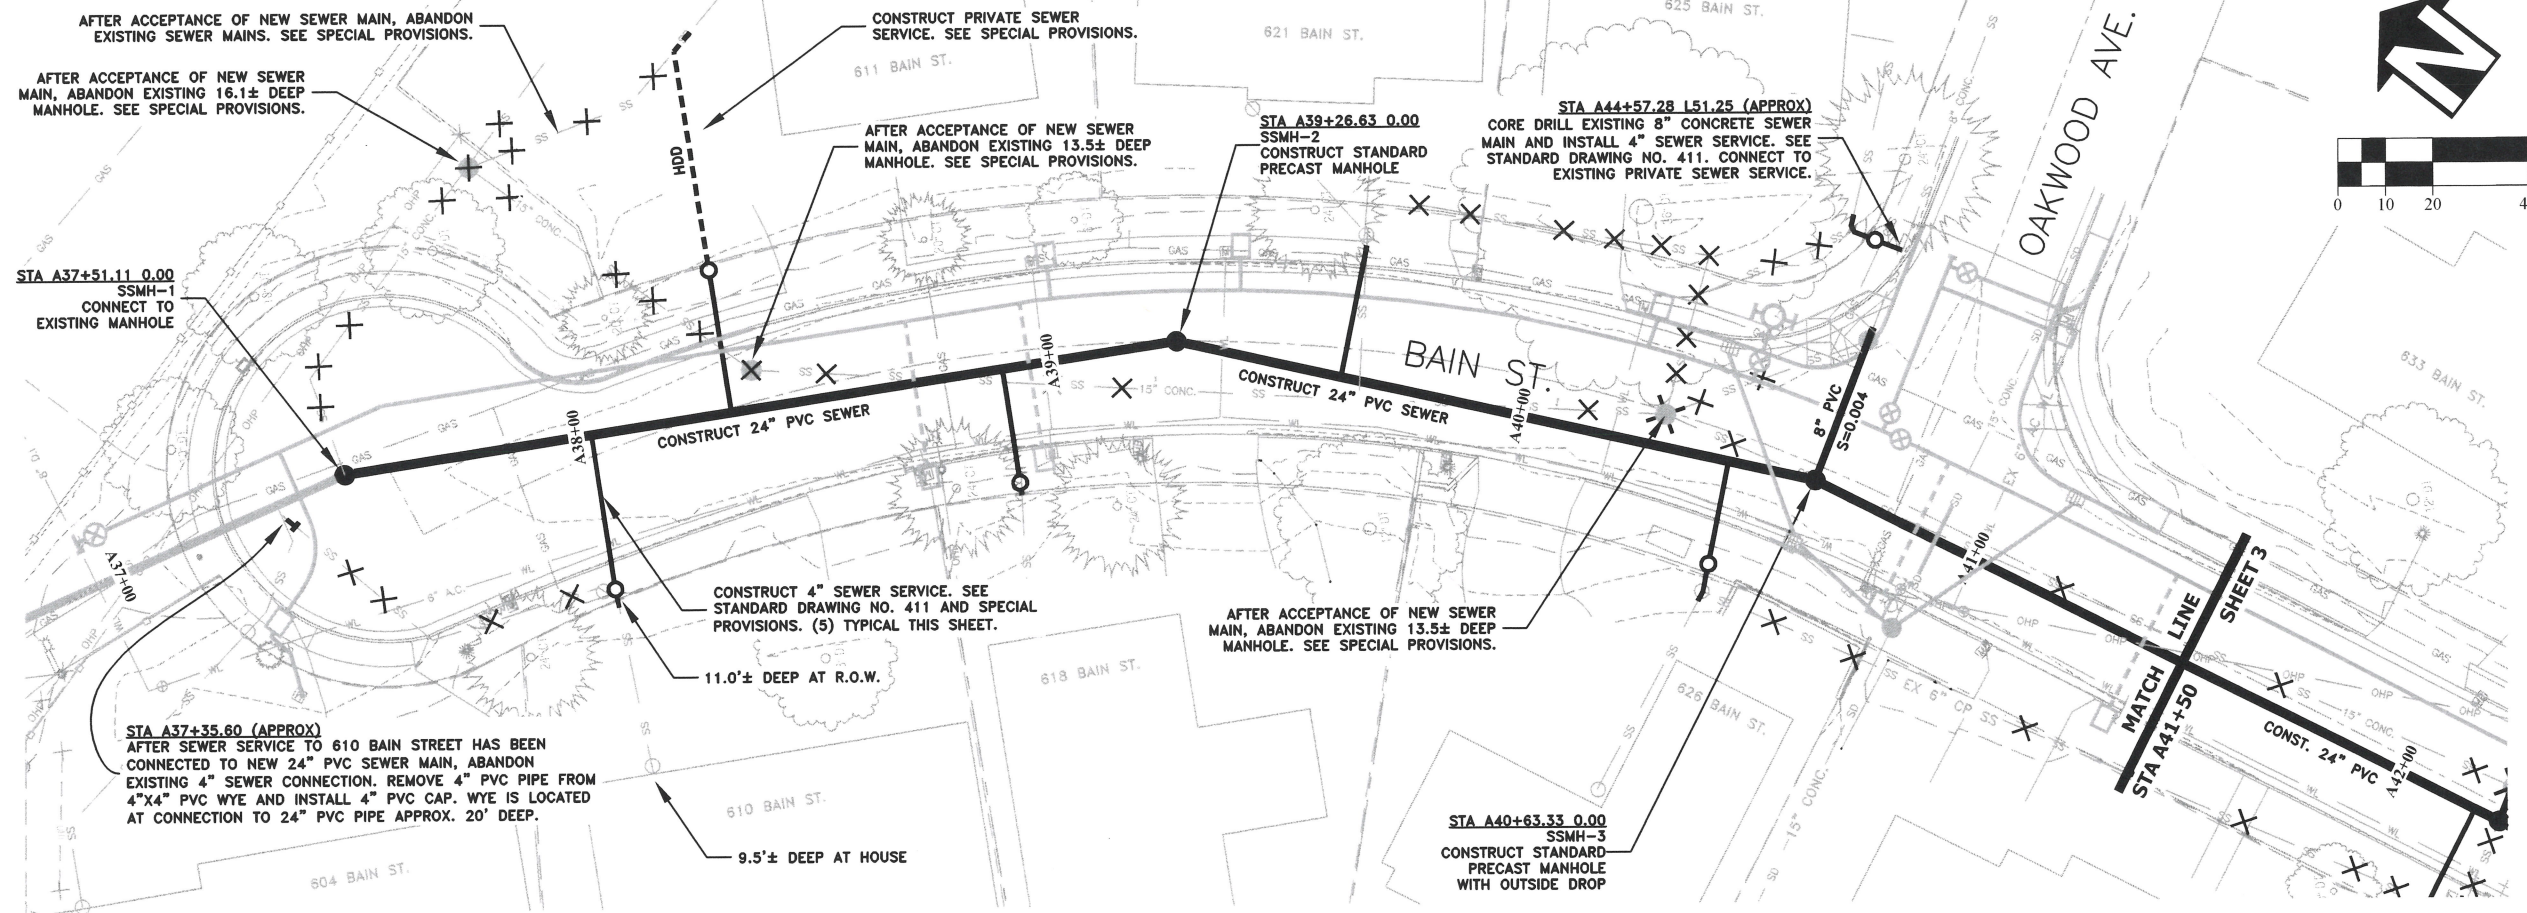 AFTER ACCEPTANCE OF NEW SEWER MAIN, ABANDON
EXISTING SEWER MAINS. SEE SPECIAL PROVISIONS.
AFTER ACCEPTANCE OF NEW SEWER
MAIN, ABANDON EXISTING 16.1± DEEP
MANHOLE. SEE SPECIAL PROVISIONS.
CONSTRUCT PRIVATE SEWER
SERVICE. SEE SPECIAL PROVISIONS.
611 BAIN ST.
621 BAIN ST.
625 BAIN ST.
OAKWOOD AVE.
N
0 10 20
HDD
AFTER ACCEPTANCE OF NEW SEWER
MAIN, ABANDON EXISTING 13.5± DEEP
MANHOLE. SEE SPECIAL PROVISIONS.
STA A39+26.63 0.00
SSMH-2
CONSTRUCT STANDARD
PRECAST MANHOLE
STA A44+57.28 L51.25 (APPROX)
CORE DRILL EXISTING 8" CONCRETE SEWER
MAIN AND INSTALL 4" SEWER SERVICE. SEE
STANDARD DRAWING NO. 411. CONNECT TO
EXISTING PRIVATE SEWER SERVICE.
STA A37+51.11 0.00
SSMH-1
CONNECT TO
EXISTING MANHOLE
A37+00
A38+00
CONSTRUCT 24" PVC SEWER
A39+00
CONSTRUCT 24" PVC SEWER
BAIN ST.
A40+00
8" PVC
S=0.004
15" CONC.
15" CONC.
633 BAIN ST.
CONSTRUCT 4" SEWER SERVICE. SEE
STANDARD DRAWING NO. 411 AND SPECIAL
PROVISIONS. (5) TYPICAL THIS SHEET.
11.0'± DEEP AT R.O.W.
AFTER ACCEPTANCE OF NEW SEWER
MAIN, ABANDON EXISTING 13.5± DEEP
MANHOLE. SEE SPECIAL PROVISIONS.
MATCH LINE
STA A41+50
SHEET 3
618 BAIN ST.
626 BAIN ST.
EX 6" CP SS
15" CONC.
CONST. 24" PVC
A42+00
STA A37+35.60 (APPROX)
AFTER SEWER SERVICE TO 610 BAIN STREET HAS BEEN
CONNECTED TO NEW 24" PVC SEWER MAIN, ABANDON
EXISTING 4" SEWER CONNECTION. REMOVE 4" PVC PIPE FROM
4"X4" PVC WYE AND INSTALL 4" PVC CAP. WYE IS LOCATED
AT CONNECTION TO 24" PVC PIPE APPROX. 20' DEEP.
610 BAIN ST.
9.5'± DEEP AT HOUSE
604 BAIN ST.
STA A40+63.33 0.00
SSMH-3
CONSTRUCT STANDARD
PRECAST MANHOLE
WITH OUTSIDE DROP